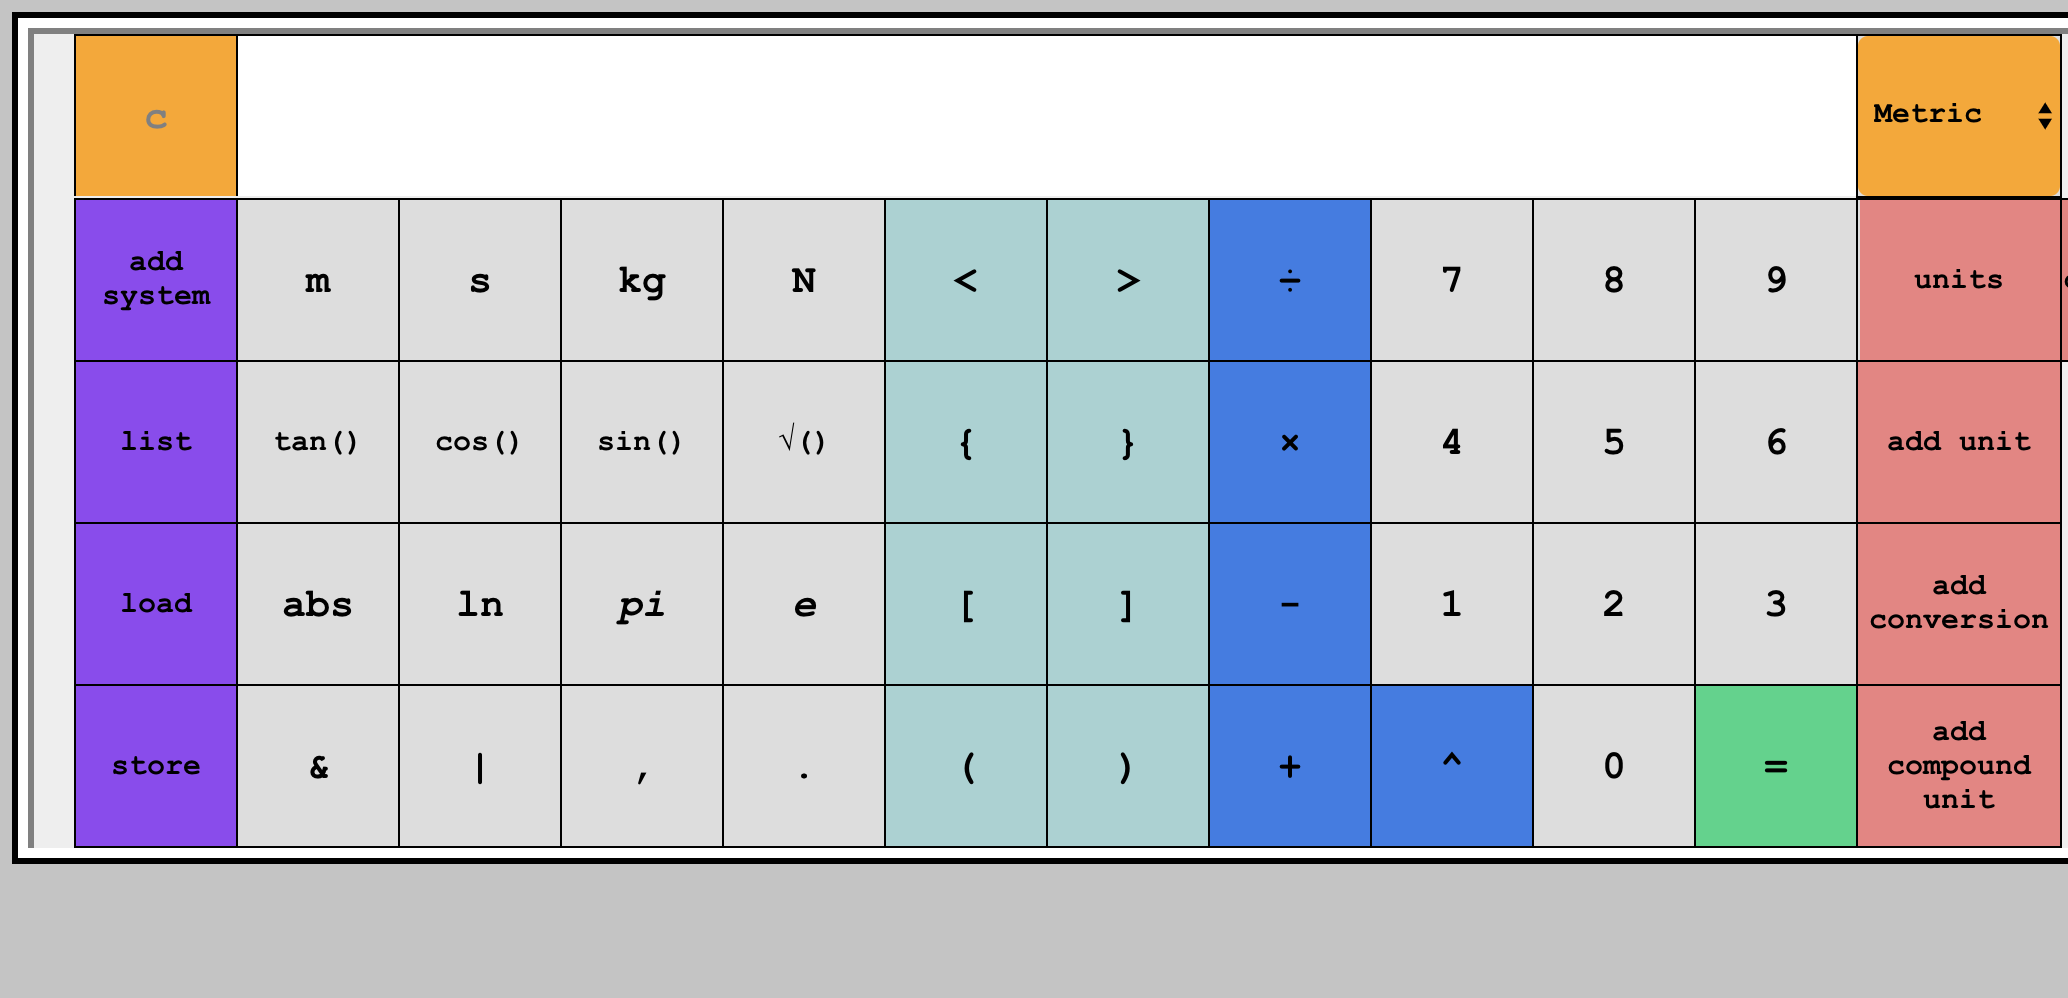 c Metric
add system m s kg N < > ÷ 7 8 9 units
list tan() cos() sin() √() { } × 4 5 6 add unit
load abs ln pi e [ ] - 1 2 3 add conversion
store & | , . ( ) + ^ 0 = add compound unit